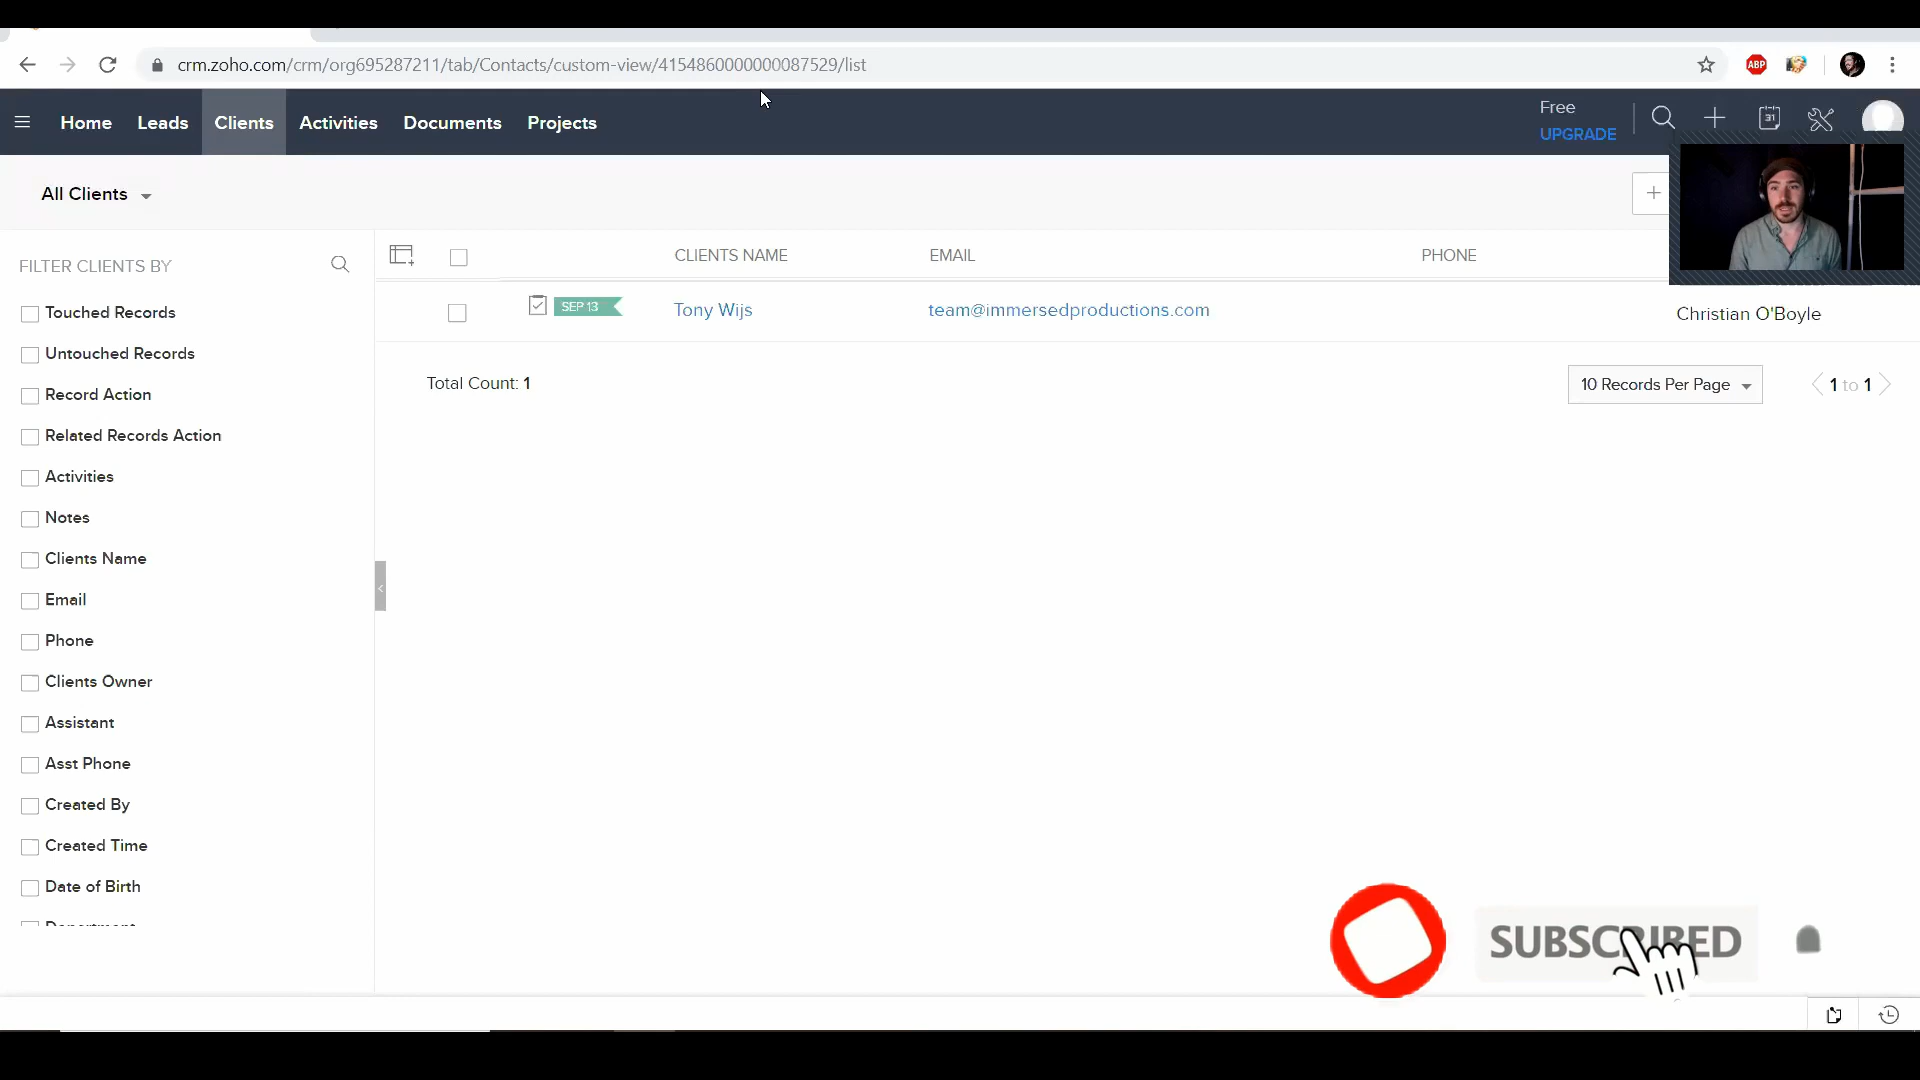 crm.zoho.com/crm/org695287211/tab/Contacts/custom-view/4154860000000087529/list
ABP
Home Leads Clients Activities Documents Projects
Free
UPGRADE
31
All Clients
FILTER CLIENTS BY
CLIENTS NAME EMAIL PHONE
SEP 13 Tony Wijs team@immersedproductions.com Christian O'Boyle
Total Count: 1
10 Records Per Page
1 to 1
Touched Records
Untouched Records
Record Action
Related Records Action
Activities
Notes
Clients Name
Email
Phone
Clients Owner
Assistant
Asst Phone
Created By
Created Time
Date of Birth
SUBSCRIBED